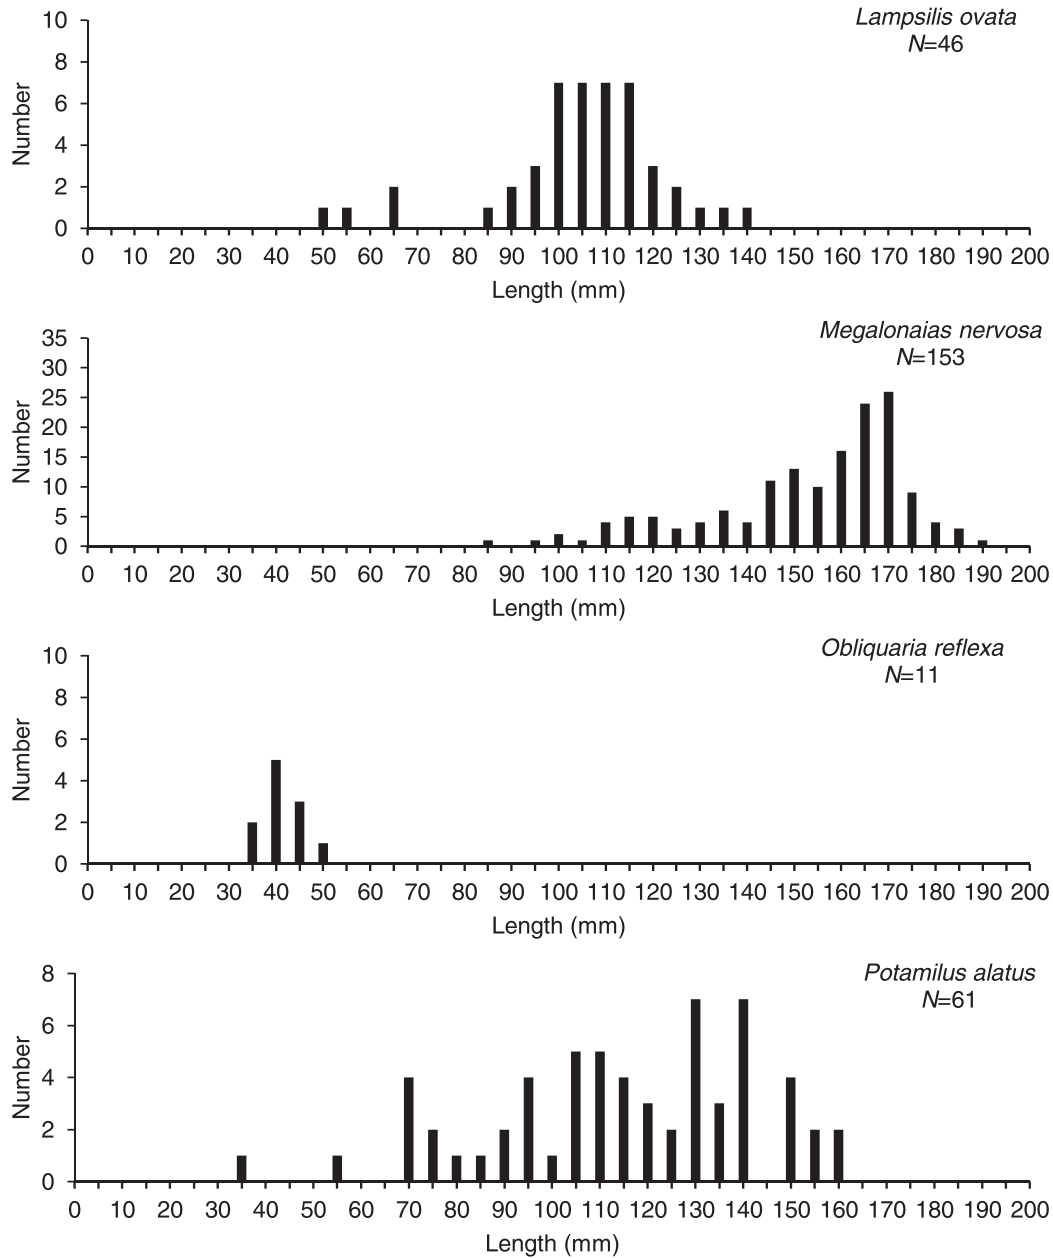 Lampsilis ovata
N=46
10
8
6
4
2
0
Number
0 10 20 30 40 50 60 70 80 90 100 110 120 130 140 150 160 170 180 190 200
Length (mm)
Megalonaias nervosa
N=153
35
30
25
20
15
10
5
0
Number
0 10 20 30 40 50 60 70 80 90 100 110 120 130 140 150 160 170 180 190 200
Length (mm)
Obliquaria reflexa
N=11
10
8
6
4
2
0
Number
0 10 20 30 40 50 60 70 80 90 100 110 120 130 140 150 160 170 180 190 200
Length (mm)
Potamilus alatus
N=61
8
6
4
2
0
Number
0 10 20 30 40 50 60 70 80 90 100 110 120 130 140 150 160 170 180 190 200
Length (mm)